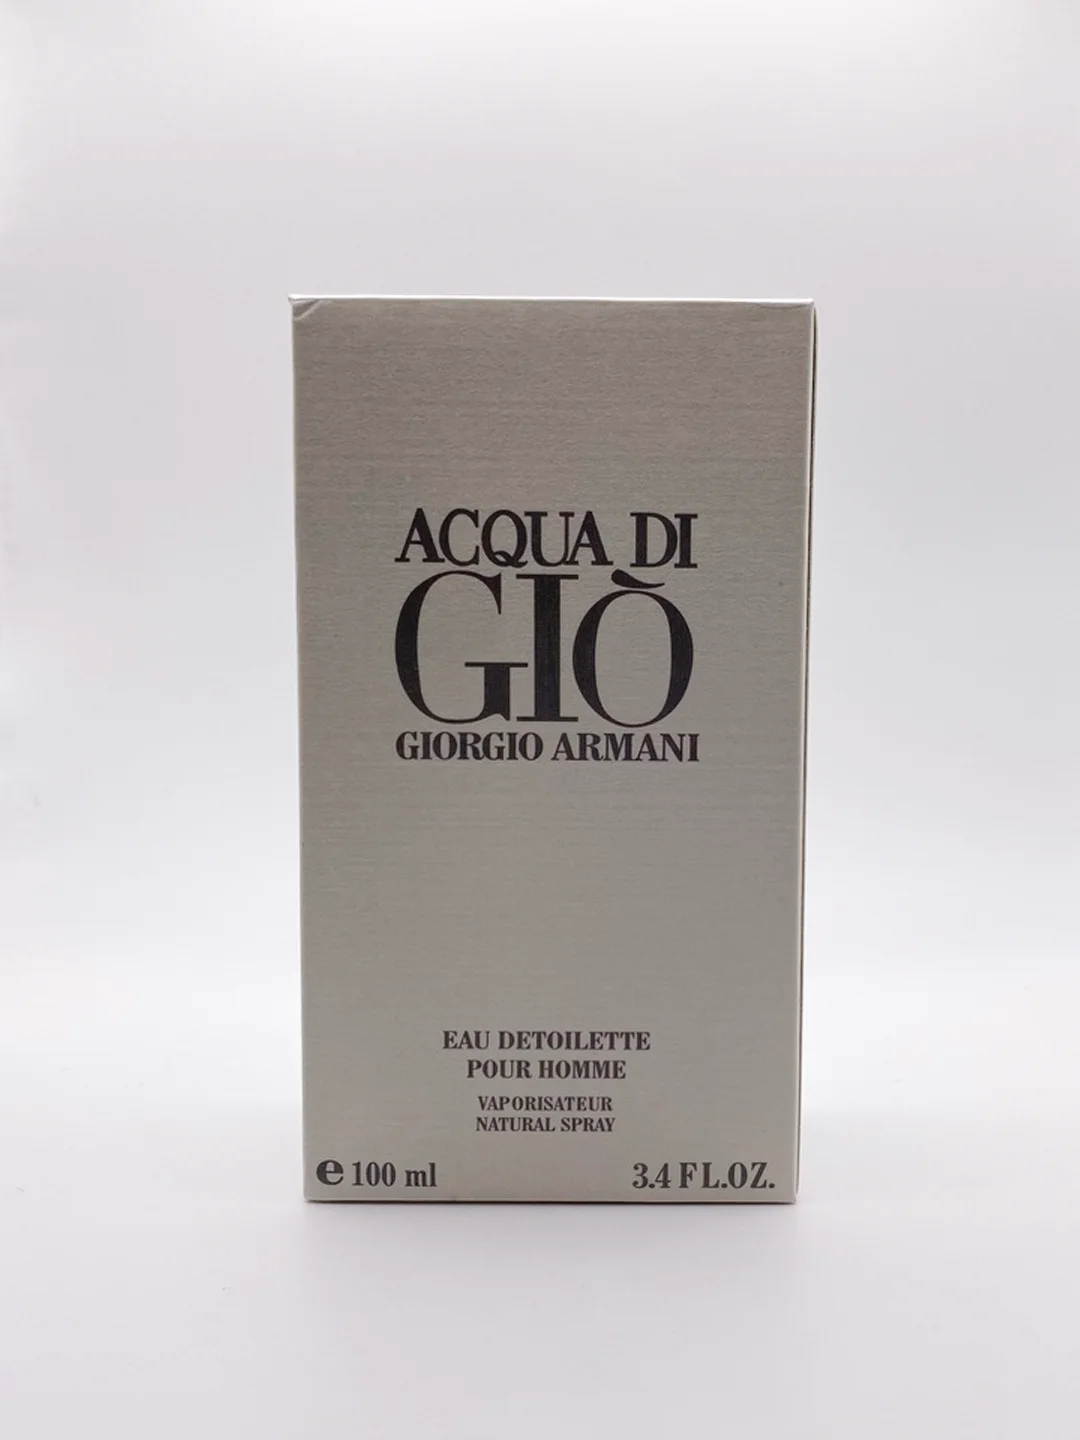 ACQUA DI
GIÒ
GIORGIO ARMANI
EAU DETOILETTE
POUR HOMME
VAPORISATEUR
NATURAL SPRAY
e 100 ml 3.4 FL.OZ.